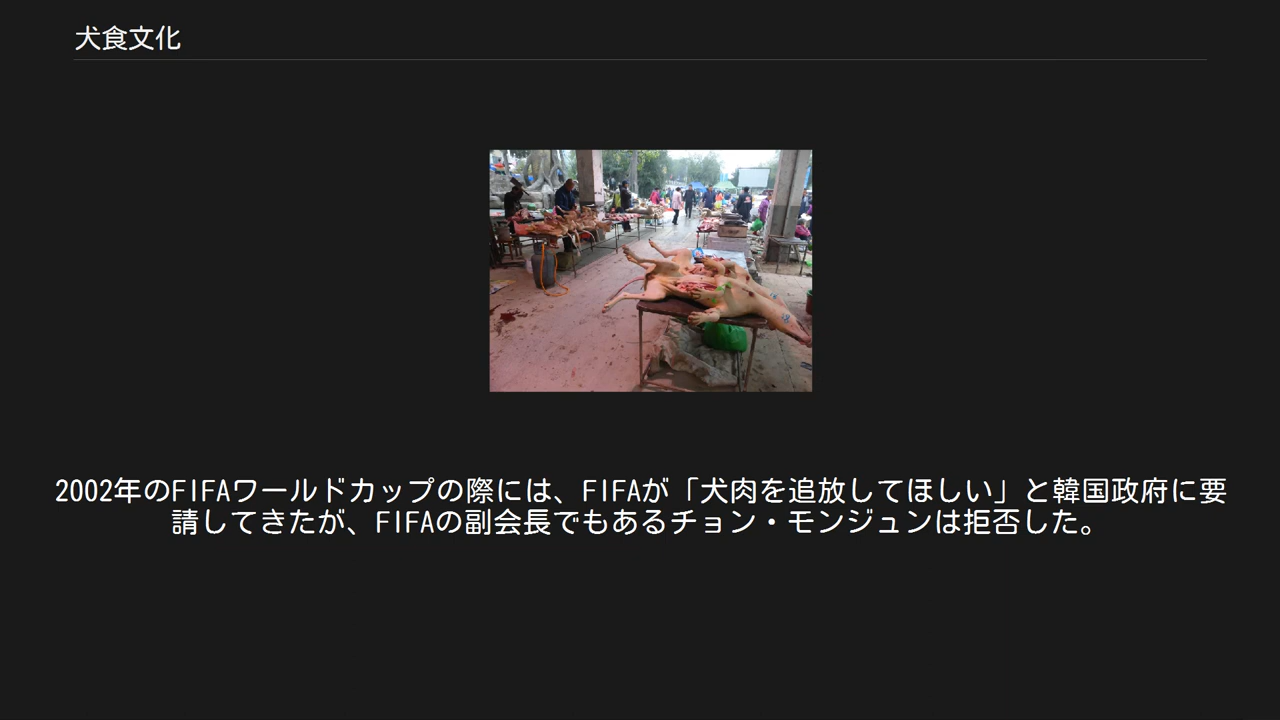 犬食文化
2002年のFIFAワールドカップの際には、FIFAが「犬肉を追放してほしい」と韓国政府に要
請してきたが、FIFAの副会長でもあるチョン・モンジュンは拒否した。